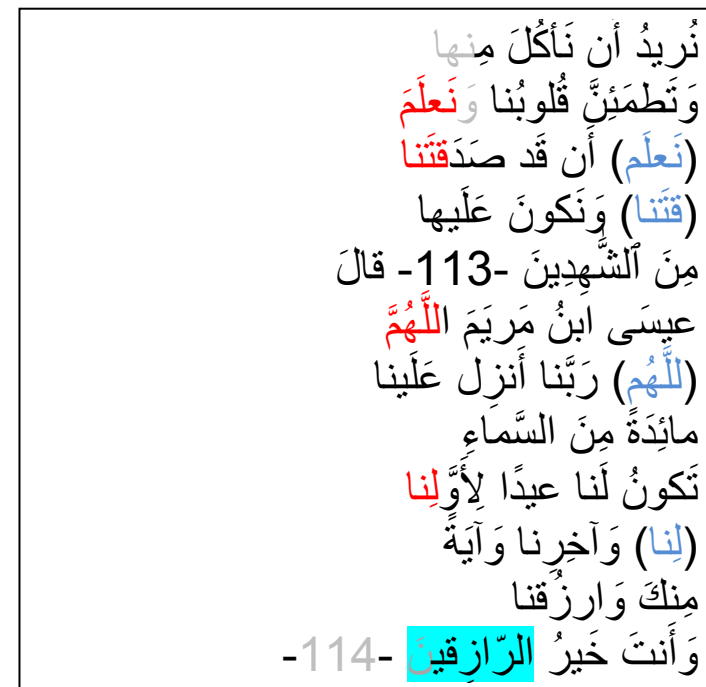 نُريدُ أَن نَأكُلَ مِنها
وَتَطمَئِنَّ قُلوبُنا وَنَعلَمَ
(نَعلَم) أَن قَد صَدَقتَنا
(قتَنا) وَنَكونَ عَلَيها
مِنَ ٱلشَّٰهِدِينَ -113- قالَ
عيسَى ابنُ مَريَمَ اللَّهُمَّ
(للَّهُم) رَبَّنا أَنزِل عَلَينا
مائِدَةً مِنَ السَّماءِ
تَكونُ لَنا عيدًا لِأَوَّلِنا
(لِنا) وَآخِرِنا وَآيَةً
مِنكَ وَارزُقنا
وَأَنتَ خَيرُ الرّازِقينَ -114-